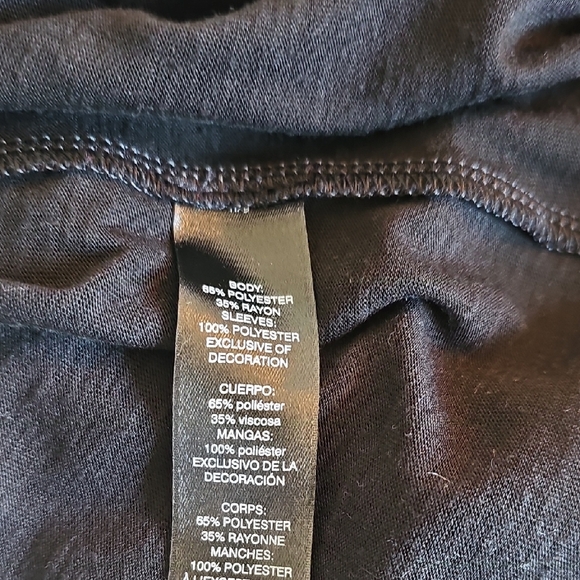 BODY:
65% POLYESTER
35% RAYON
SLEEVES:
100% POLYESTER
EXCLUSIVE OF
DECORATION
CUERPO:
65% poliéster
35% viscosa
MANGAS:
100% poliéster
EXCLUSIVO DE LA
DECORACIÓN
CORPS:
65% POLYESTER
35% RAYONNE
MANCHES:
100% POLYESTER